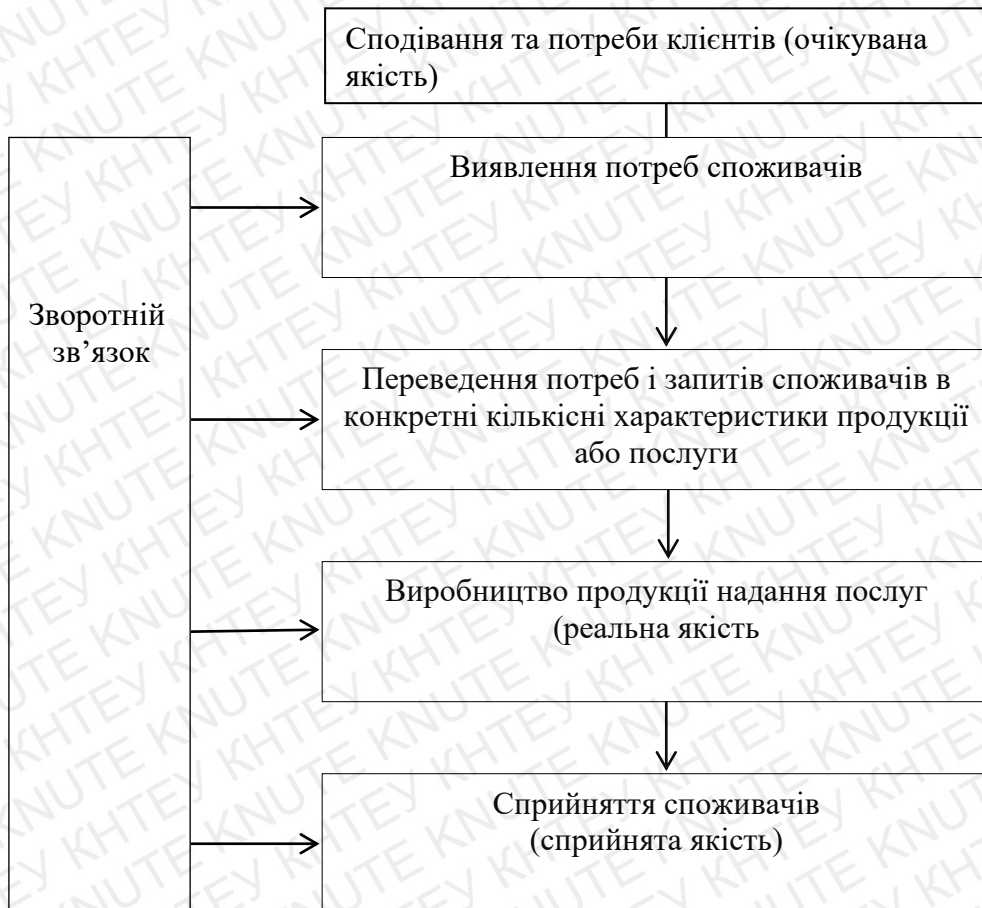 Сподівання та потреби клієнтів (очікувана
якість)
Виявлення потреб споживачів
Зворотній
зв’язок
Переведення потреб і запитів споживачів в
конкретні кількісні характеристики продукції
або послуги
Виробництво продукції надання послуг
(реальна якість
Сприйняття споживачів
(сприйнята якість)